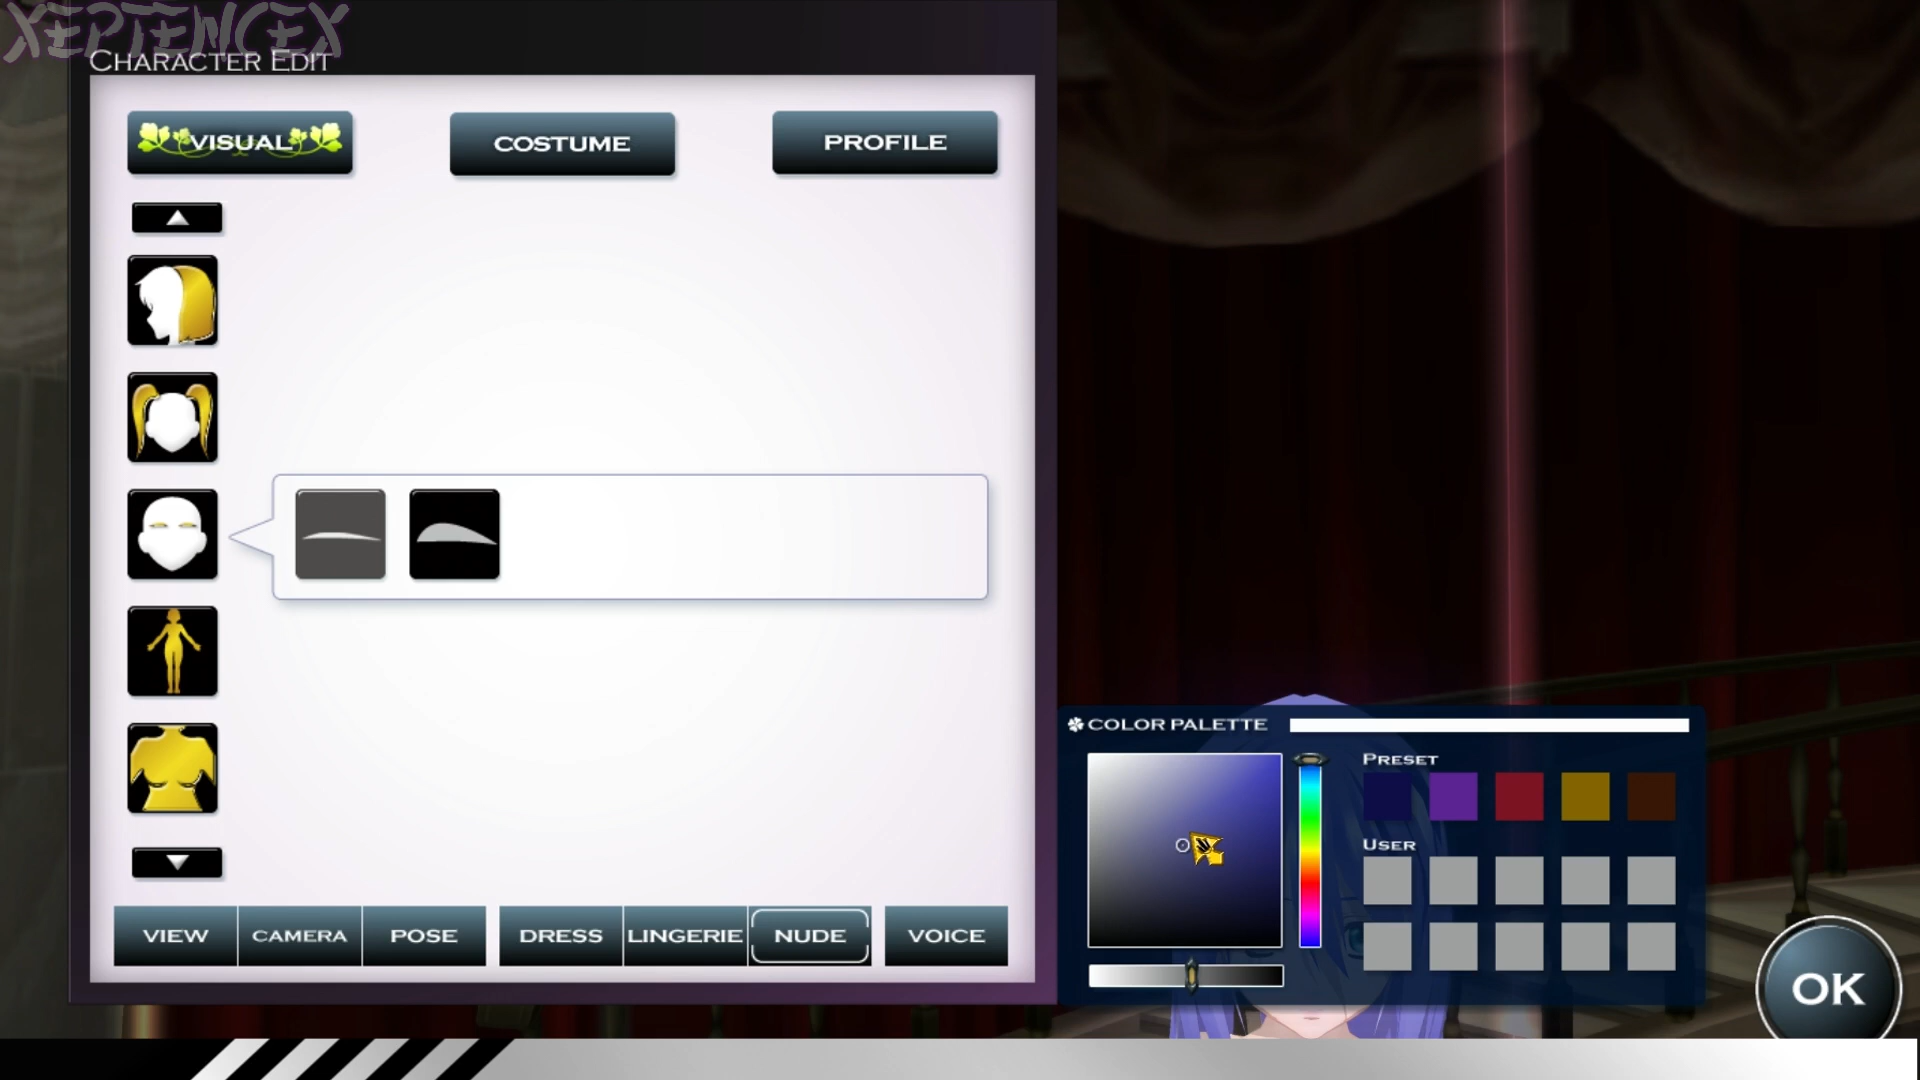 XEPTENCEX
CHARACTER EDIT
VISUAL
COSTUME
PROFILE
COLOR PALETTE
PRESET
USER
VIEW
CAMERA
POSE
DRESS
LINGERIE
NUDE
VOICE
OK